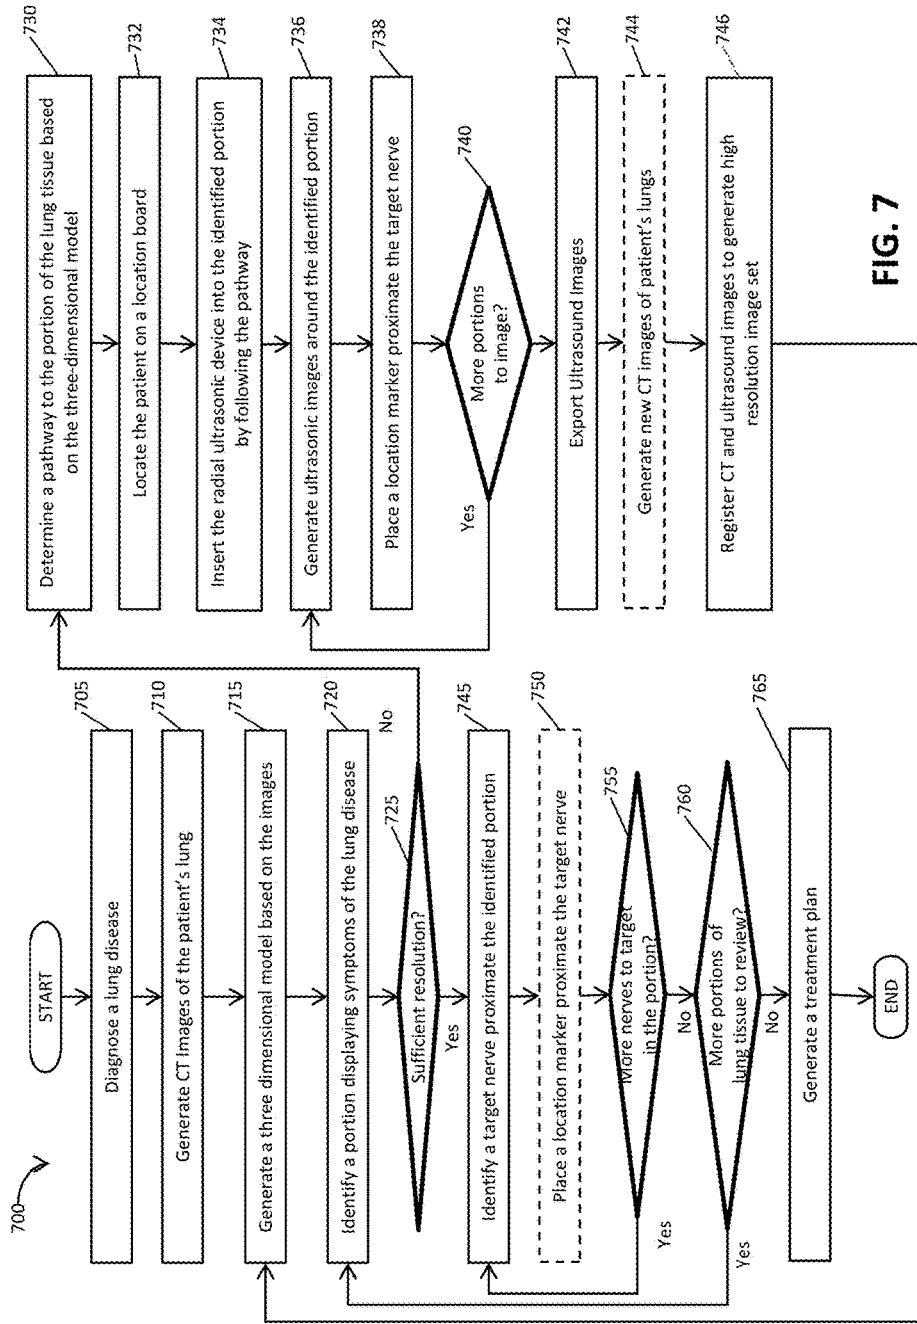 700
START
705
Diagnose a lung disease
710
Generate CT Images of the patient's lung
715
Generate a three dimensional model based on the images
720
Identify a portion displaying symptoms of the lung disease
725
Sufficient resolution?
No
Yes
745
Identify a target nerve proximate the identified portion
750
Place a location marker proximate the target nerve
755
More nerves to target
in the portion?
Yes
No
760
More portions of
lung tissue to review?
Yes
No
765
Generate a treatment plan
END
730
Determine a pathway to the portion of the lung tissue based
on the three-dimensional model
732
Locate the patient on a location board
734
Insert the radial ultrasonic device into the identified portion
by following the pathway
736
Generate ultrasonic images around the identified portion
738
Place a location marker proximate the target nerve
740
More portions
to image?
Yes
742
Export Ultrasound Images
744
Generate new CT images of patient's lungs
746
Register CT and ultrasound images to generate high
resolution image set
FIG. 7